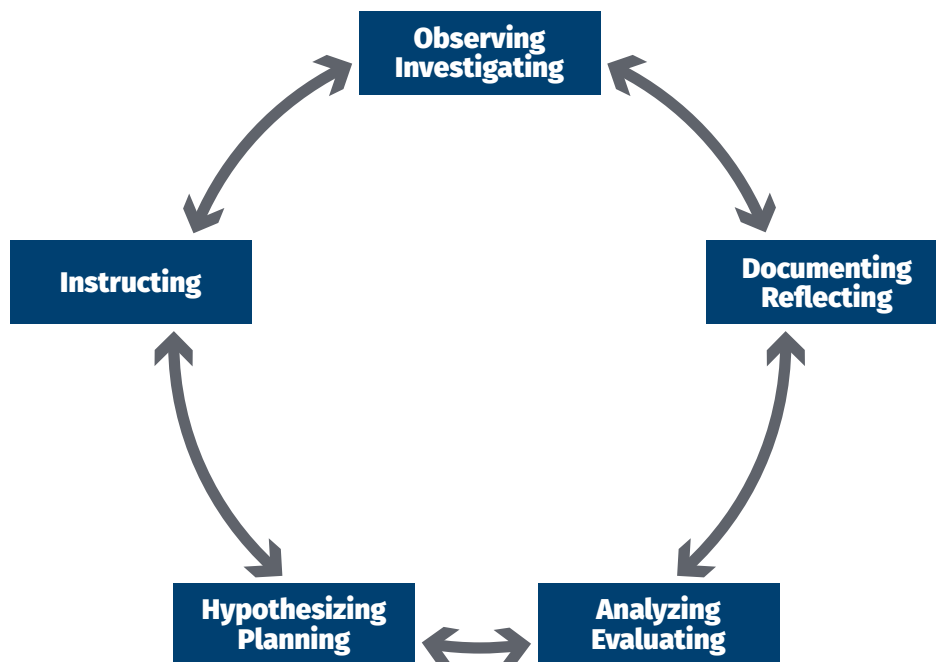 Observing
Investigating
Instructing
Documenting
Reflecting
Hypothesizing
Planning
Analyzing
Evaluating